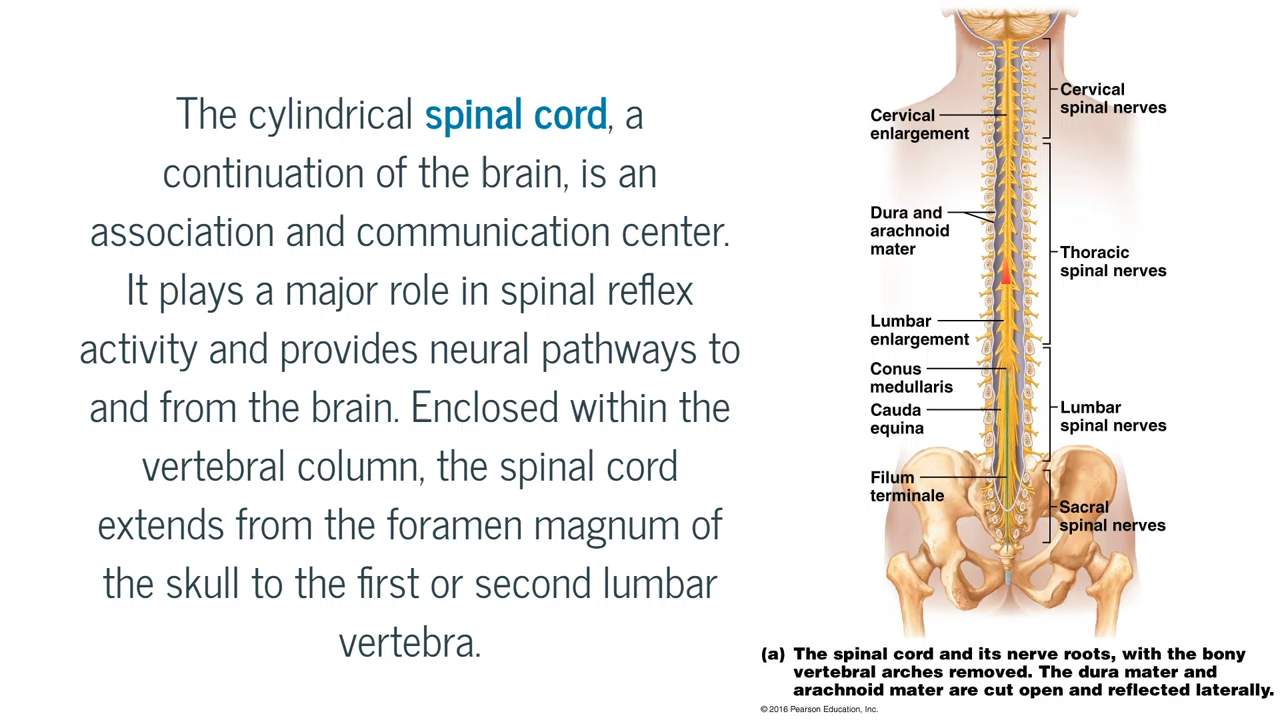 The cylindrical spinal cord, a
continuation of the brain, is an
association and communication center.
It plays a major role in spinal reflex
activity and provides neural pathways to
and from the brain. Enclosed within the
vertebral column, the spinal cord
extends from the foramen magnum of
the skull to the first or second lumbar
vertebra.
Cervical
enlargement
Dura and
arachnoid
mater
Lumbar
enlargement
Conus
medullaris
Cauda
equina
Filum
terminale
Cervical
spinal nerves
Thoracic
spinal nerves
Lumbar
spinal nerves
Sacral
spinal nerves
(a) The spinal cord and its nerve roots, with the bony
vertebral arches removed. The dura mater and
arachnoid mater are cut open and reflected laterally.
© 2016 Pearson Education, Inc.